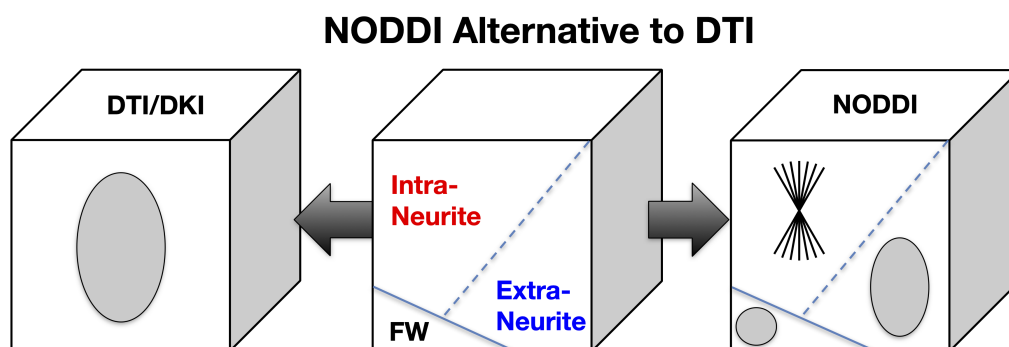 NODDI Alternative to DTI
DTI/DKI
NODDI
Intra-
Neurite
Extra-
Neurite
FW